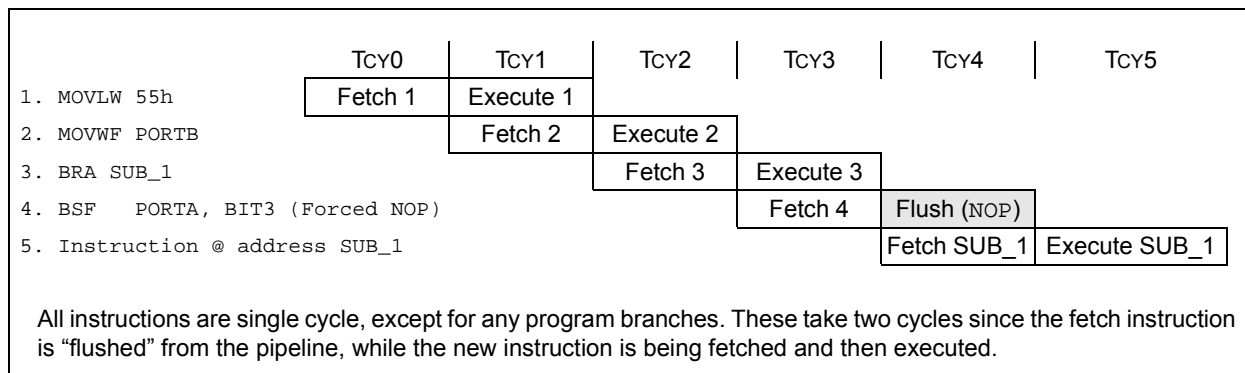 TCY0 TCY1 TCY2 TCY3 TCY4 TCY5
1. MOVLW 55h Fetch 1 Execute 1
2. MOVWF PORTB Fetch 2 Execute 2
3. BRA SUB_1 Fetch 3 Execute 3
4. BSF PORTA, BIT3 (Forced NOP) Fetch 4 Flush (NOP)
5. Instruction @ address SUB_1 Fetch SUB_1 Execute SUB_1
All instructions are single cycle, except for any program branches. These take two cycles since the fetch instruction
is “flushed” from the pipeline, while the new instruction is being fetched and then executed.